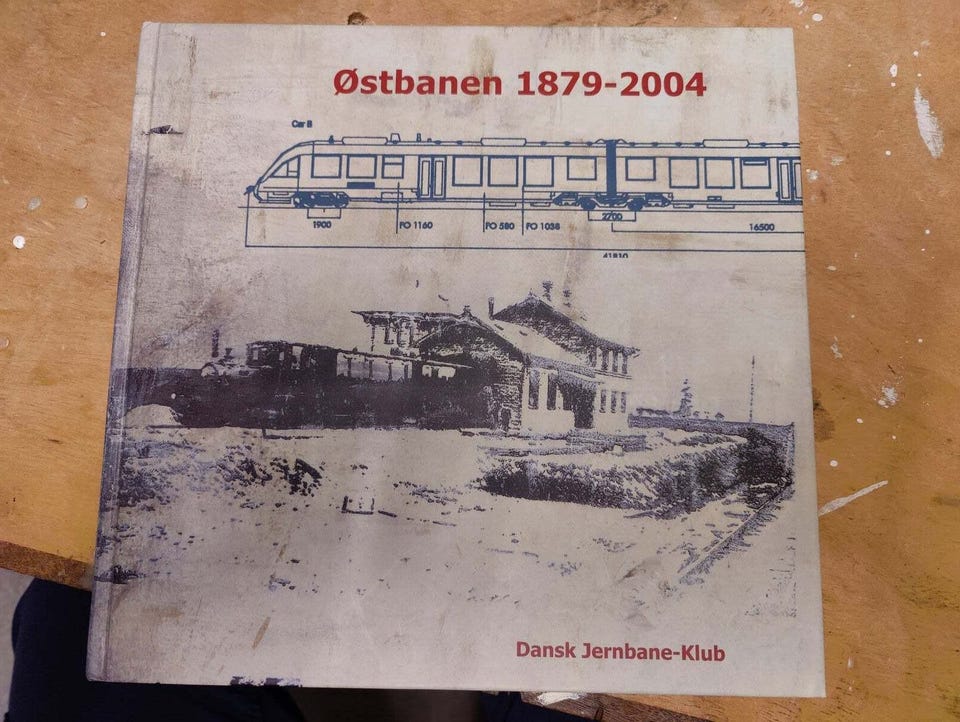 Østbanen 1879-2004
Car B
1900
FO 1160
FO 580
FO 1038
2700
16500
41810
Dansk Jernbane-Klub